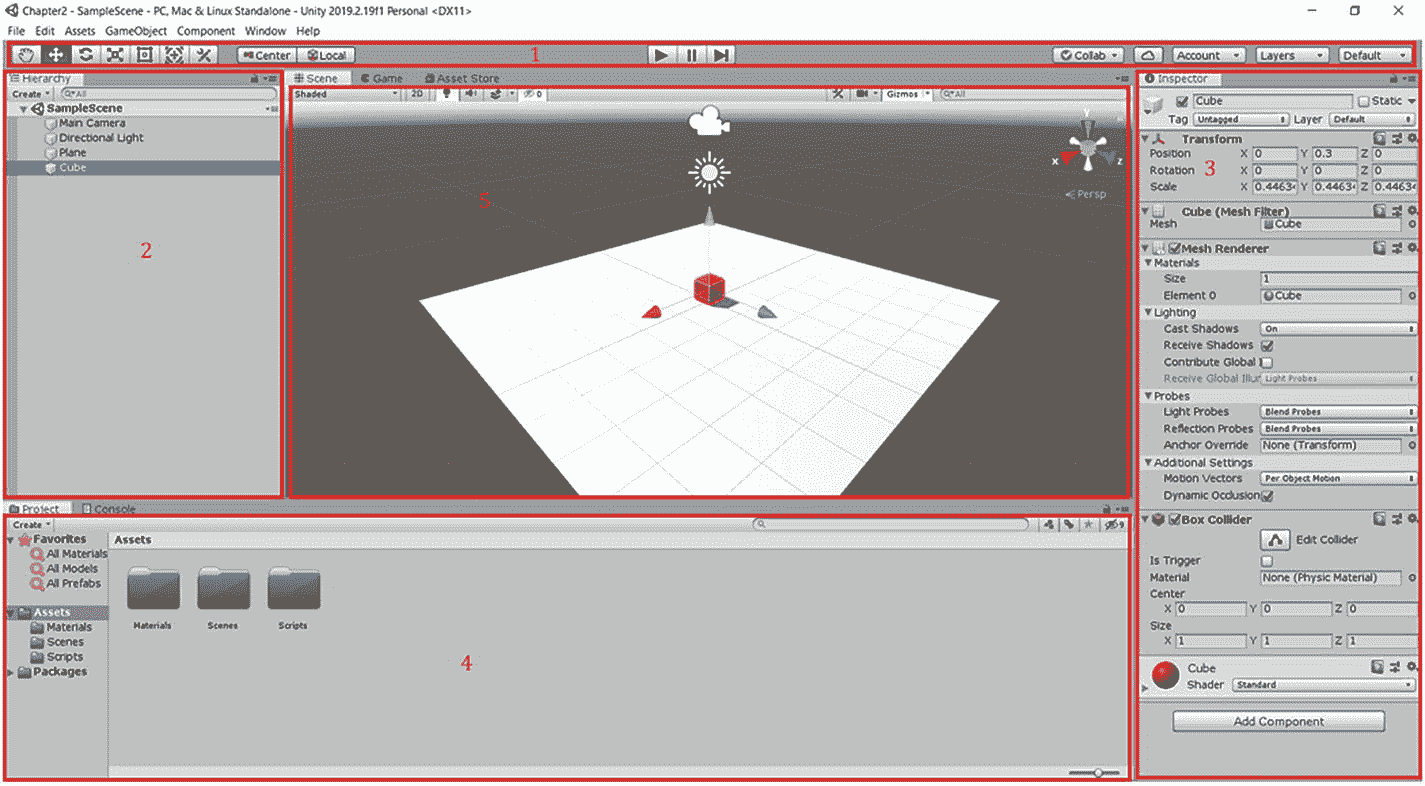 Chapter2 - SampleScene - PC, Mac & Linux Standalone - Unity 2019.2.19f1 Personal <DX11>
File Edit Assets GameObject Component Window Help
Center Local 1 Collab Account Layers Default
Hierarchy
Create All
SampleScene
Main Camera
Directional Light
Plane
Cube
2
Scene Game Asset Store
Shaded 2D 0 Gizmos All
5
y
x z
Persp
Inspector
Cube Static
Tag Untagged Layer Default
Transform
Position X 0 Y 0.3 Z 0
Rotation X 0 Y 0 Z 0
Scale X 0.4463 Y 0.4463 Z 0.4463
3
Cube (Mesh Filter)
Mesh Cube
Mesh Renderer
Materials
Size 1
Element 0 Cube
Lighting
Cast Shadows On
Receive Shadows
Contribute Global I
Receive Global Illur Light Probes
Probes
Light Probes Blend Probes
Reflection Probes Blend Probes
Anchor Override None (Transform)
Additional Settings
Motion Vectors Per Object Motion
Dynamic Occlusion
Box Collider
Edit Collider
Is Trigger
Material None (Physic Material)
Center
X 0 Y 0 Z 0
Size
X 1 Y 1 Z 1
Cube
Shader Standard
Add Component
Project Console
Create 9
Favorites
All Materials
All Models
All Prefabs
Assets
Materials
Scenes
Scripts
Packages
Assets
Materials Scenes Scripts
4